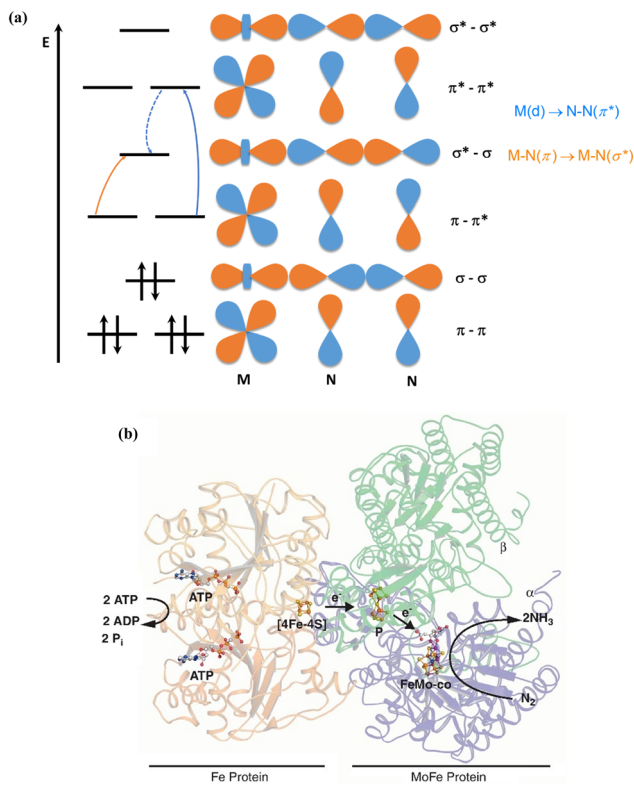 (a)
E
σ* - σ*
π* - π*
M(d) → N-N(π*)
σ* - σ
M-N(π) → M-N(σ*)
π - π*
σ - σ
π - π
M N N
(b)
β
α
2 ATP
ATP
2 ADP
2 Pi
[4Fe-4S]
e-
P
e-
2NH3
ATP
FeMo-co
N2
Fe Protein MoFe Protein